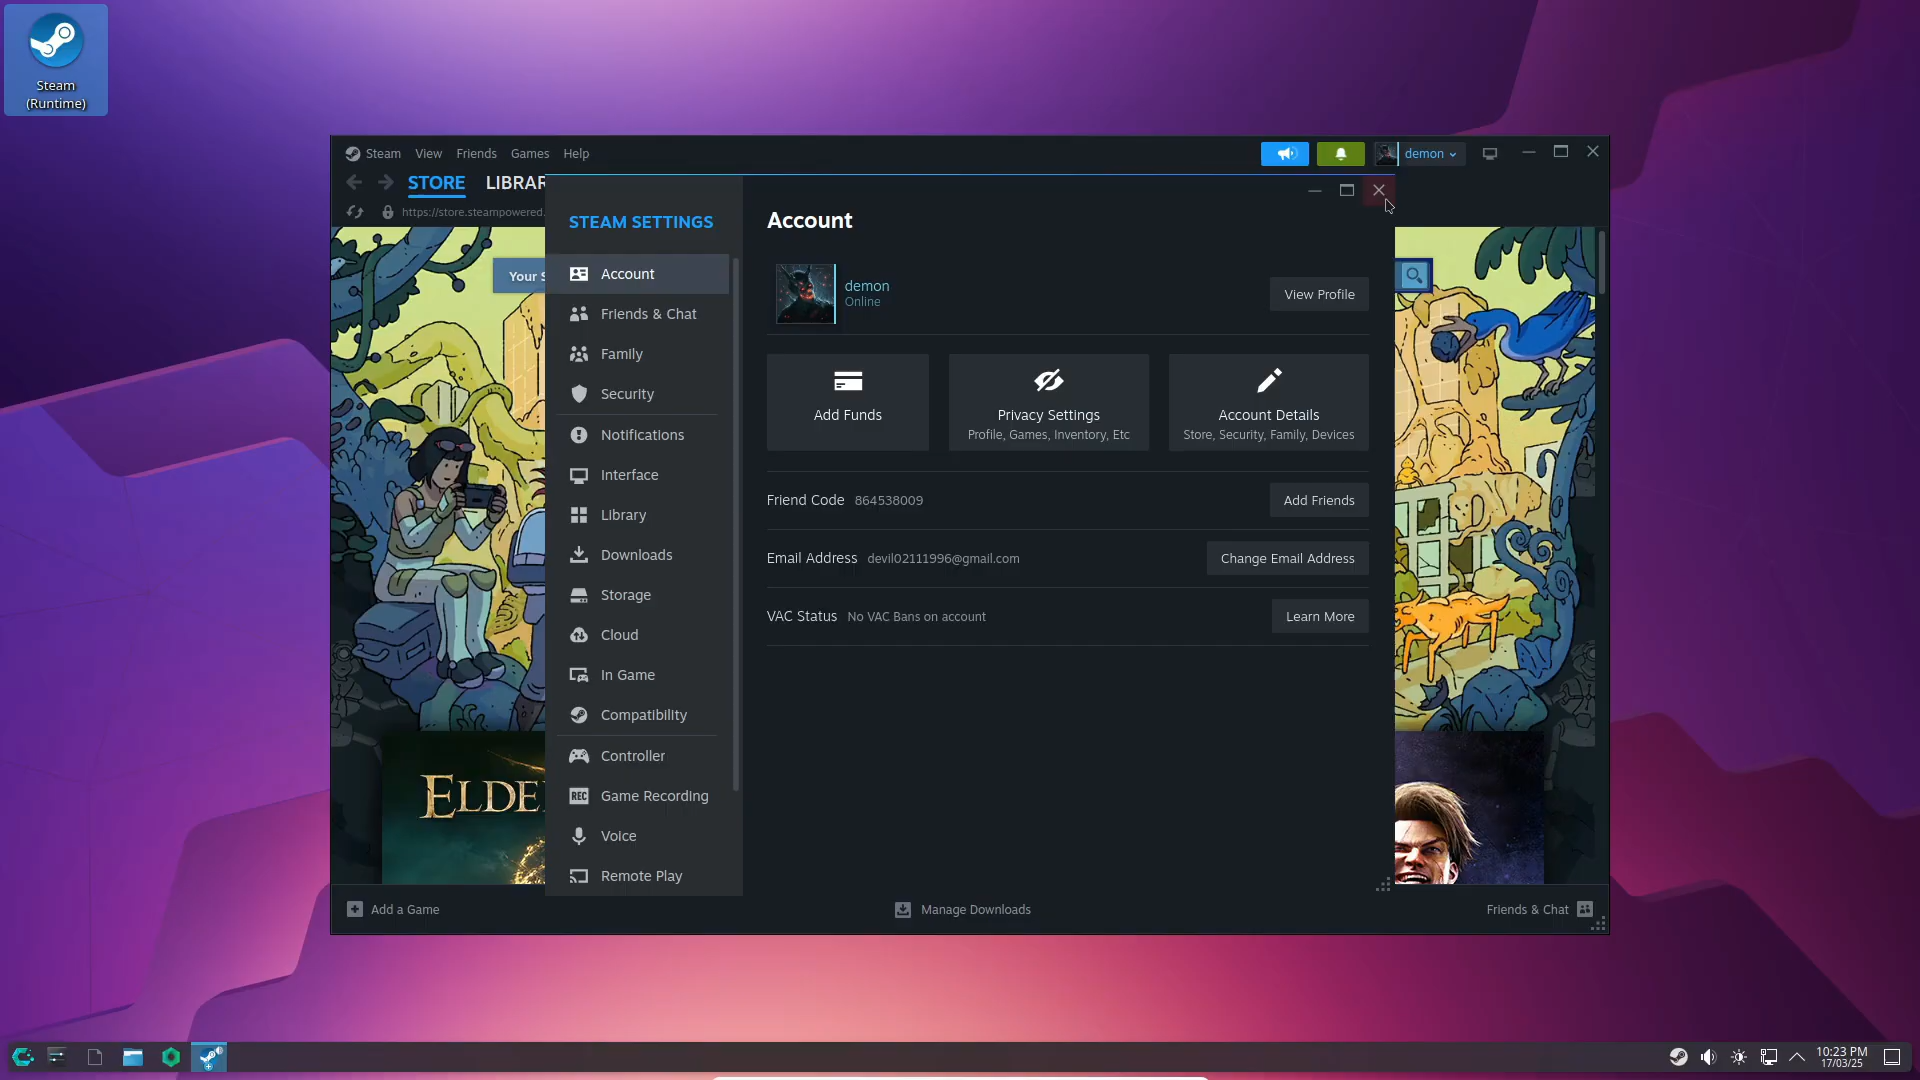 Steam
(Runtime)
Steam View Friends Games Help
demon
STORE LIBRAR
https://store.steampowered.
Your S
STEAM SETTINGS
Account
Friends & Chat
Family
Security
Notifications
Interface
Library
Downloads
Storage
Cloud
In Game
Compatibility
Controller
REC Game Recording
Voice
Remote Play
Account
demon
Online
View Profile
Add Funds
Privacy Settings
Profile, Games, Inventory, Etc
Account Details
Store, Security, Family, Devices
Friend Code 864538009
Add Friends
Email Address devil02111996@gmail.com
Change Email Address
VAC Status No VAC Bans on account
Learn More
ELDE
Add a Game
Manage Downloads
Friends & Chat
10:23 PM
17/03/25